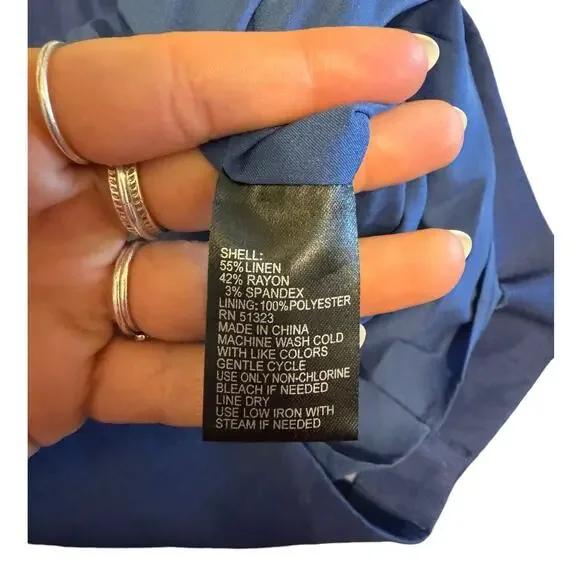 SHELL:
55%LINEN
42% RAYON
3% SPANDEX
LINING:100%POLYESTER
RN 51323
MADE IN CHINA
MACHINE WASH COLD
WITH LIKE COLORS
GENTLE CYCLE
USE ONLY NON-CHLORINE
BLEACH IF NEEDED
LINE DRY
USE LOW IRON WITH
STEAM IF NEEDED